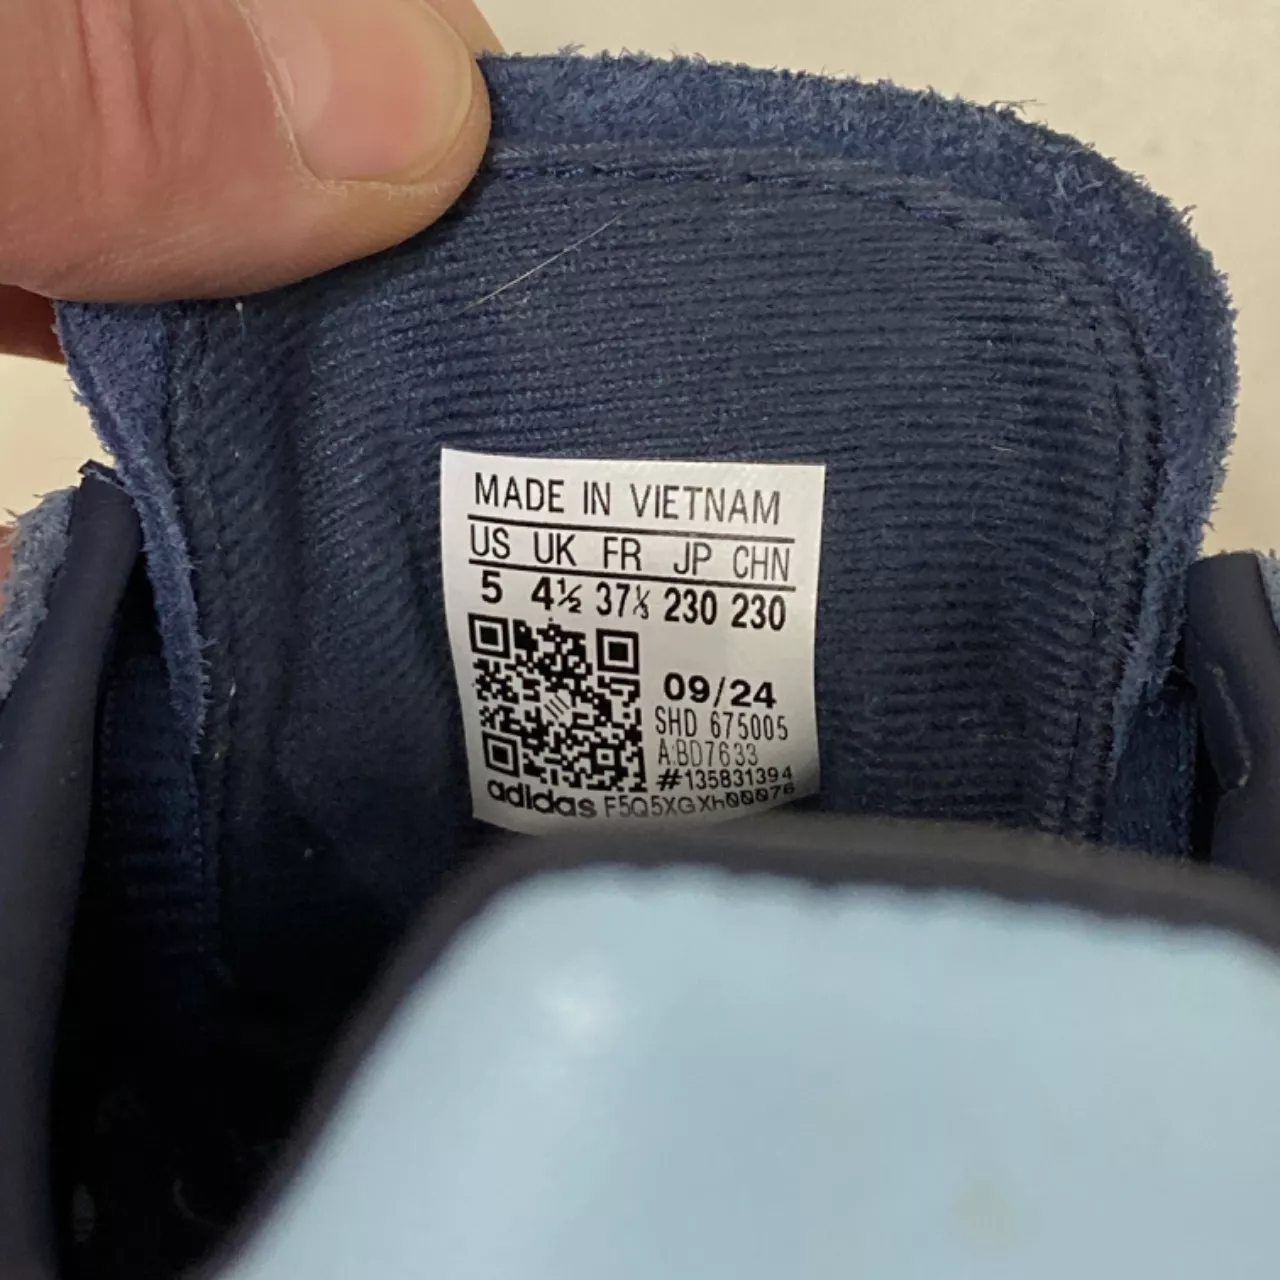 MADE IN VIETNAM
US UK FR JP CHN
5 4½ 37⅓ 230 230
09/24
SHD 675005
A:BD7633
#135831394
adidas F5Q5XGXh00076